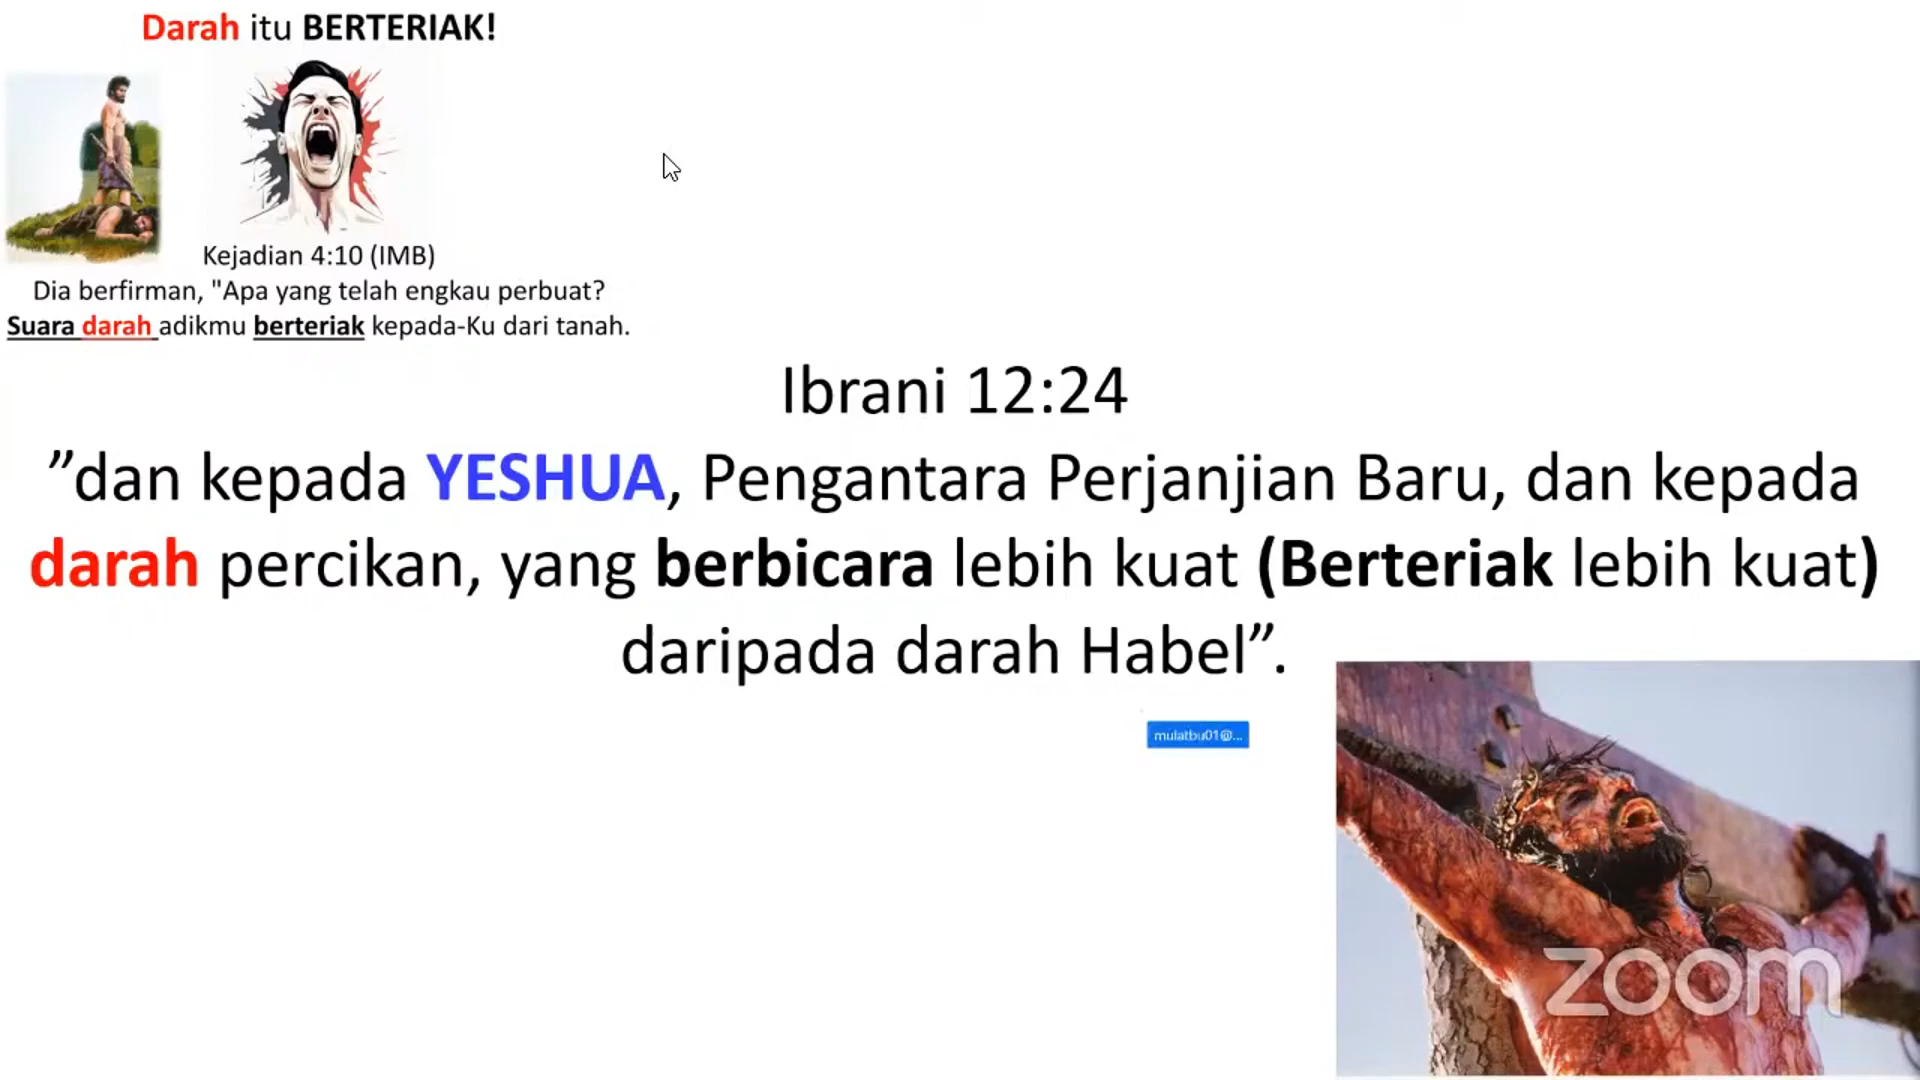 Darah itu BERTERIAK!
Kejadian 4:10 (IMB)
Dia berfirman, "Apa yang telah engkau perbuat?
Suara darah adikmu berteriak kepada-Ku dari tanah.
Ibrani 12:24
”dan kepada YESHUA, Pengantara Perjanjian Baru, dan kepada
darah percikan, yang berbicara lebih kuat (Berteriak lebih kuat)
daripada darah Habel”.
mulatbu01@...
zoom